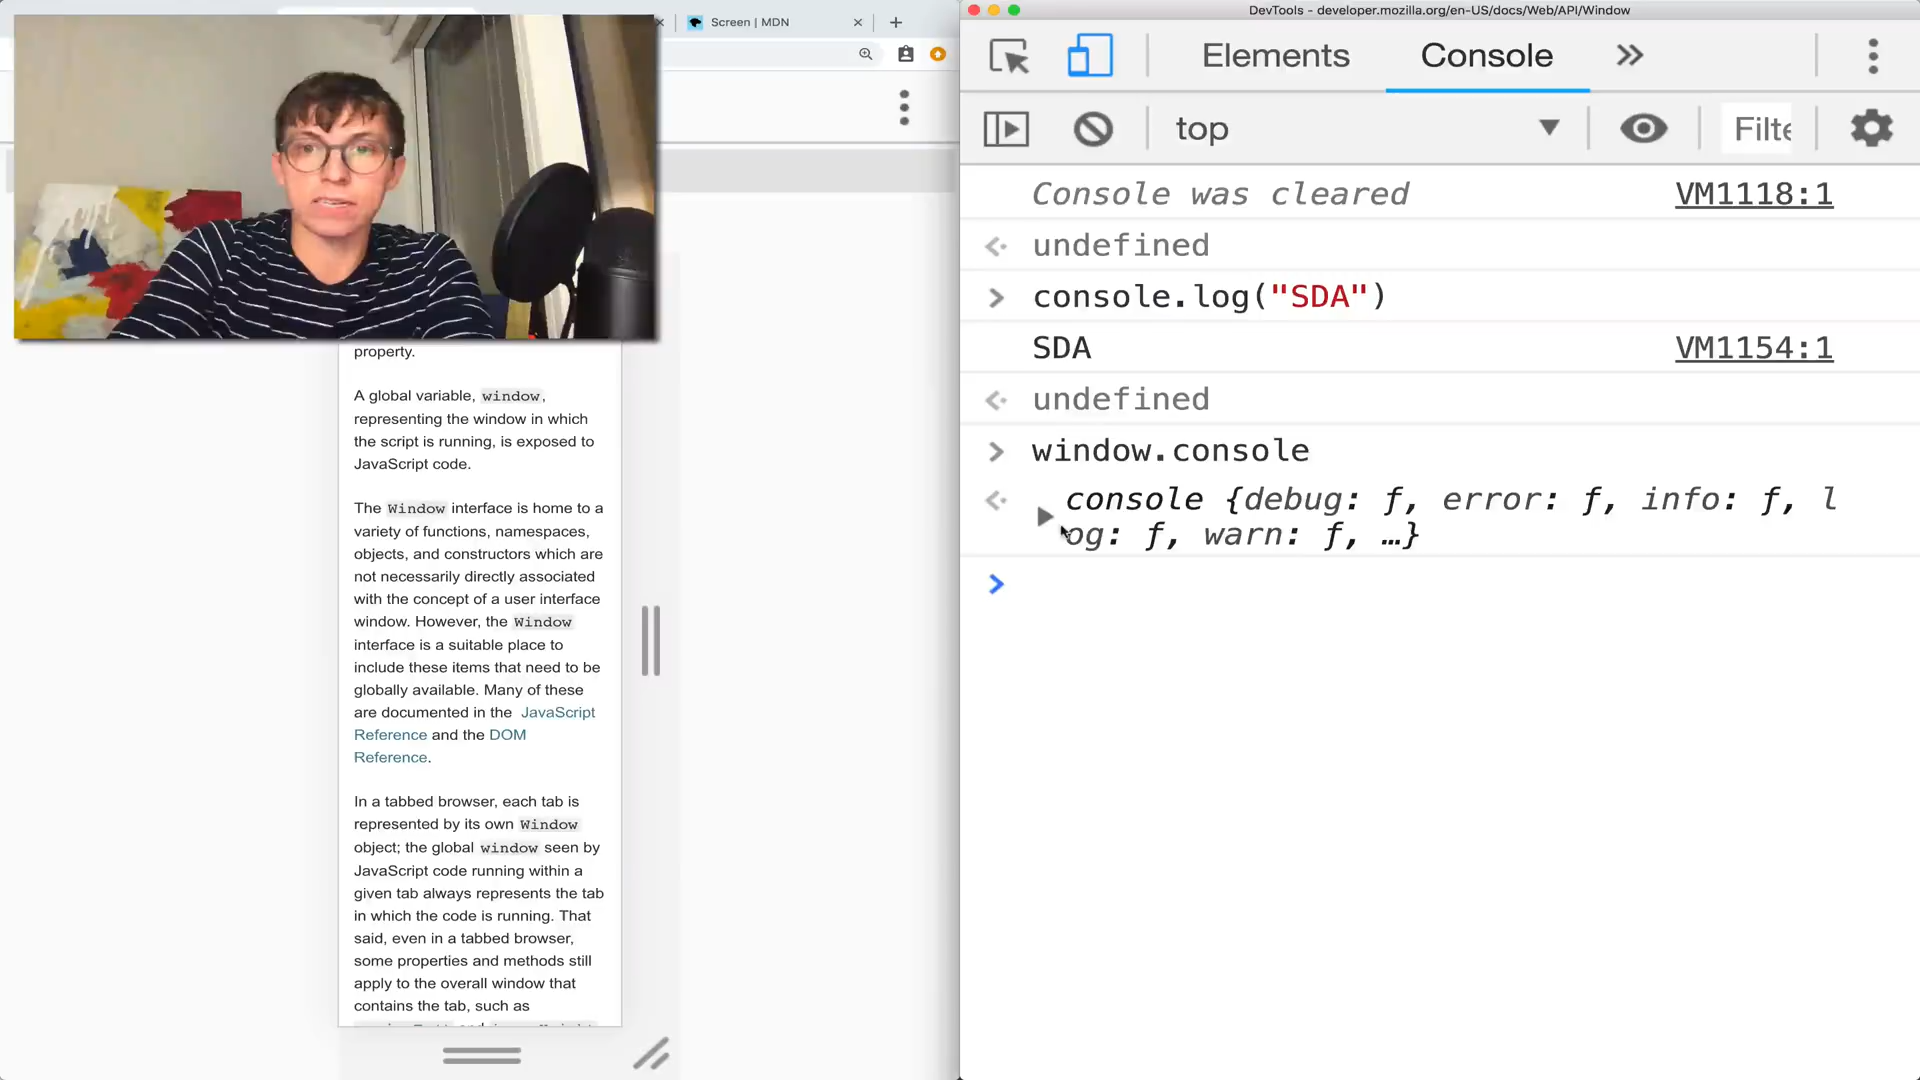 Screen | MDN
DevTools - developer.mozilla.org/en-US/docs/Web/API/Window
Elements
Console
top
Filte
Console was cleared
VM1118:1
undefined
console.log("SDA")
SDA
VM1154:1
undefined
window.console
console {debug: ƒ, error: ƒ, info: ƒ, l
og: ƒ, warn: ƒ, …}
property.
A global variable, window,
representing the window in which
the script is running, is exposed to
JavaScript code.
The Window interface is home to a
variety of functions, namespaces,
objects, and constructors which are
not necessarily directly associated
with the concept of a user interface
window. However, the Window
interface is a suitable place to
include these items that need to be
globally available. Many of these
are documented in the JavaScript
Reference and the DOM
Reference.
In a tabbed browser, each tab is
represented by its own Window
object; the global window seen by
JavaScript code running within a
given tab always represents the tab
in which the code is running. That
said, even in a tabbed browser,
some properties and methods still
apply to the overall window that
contains the tab, such as